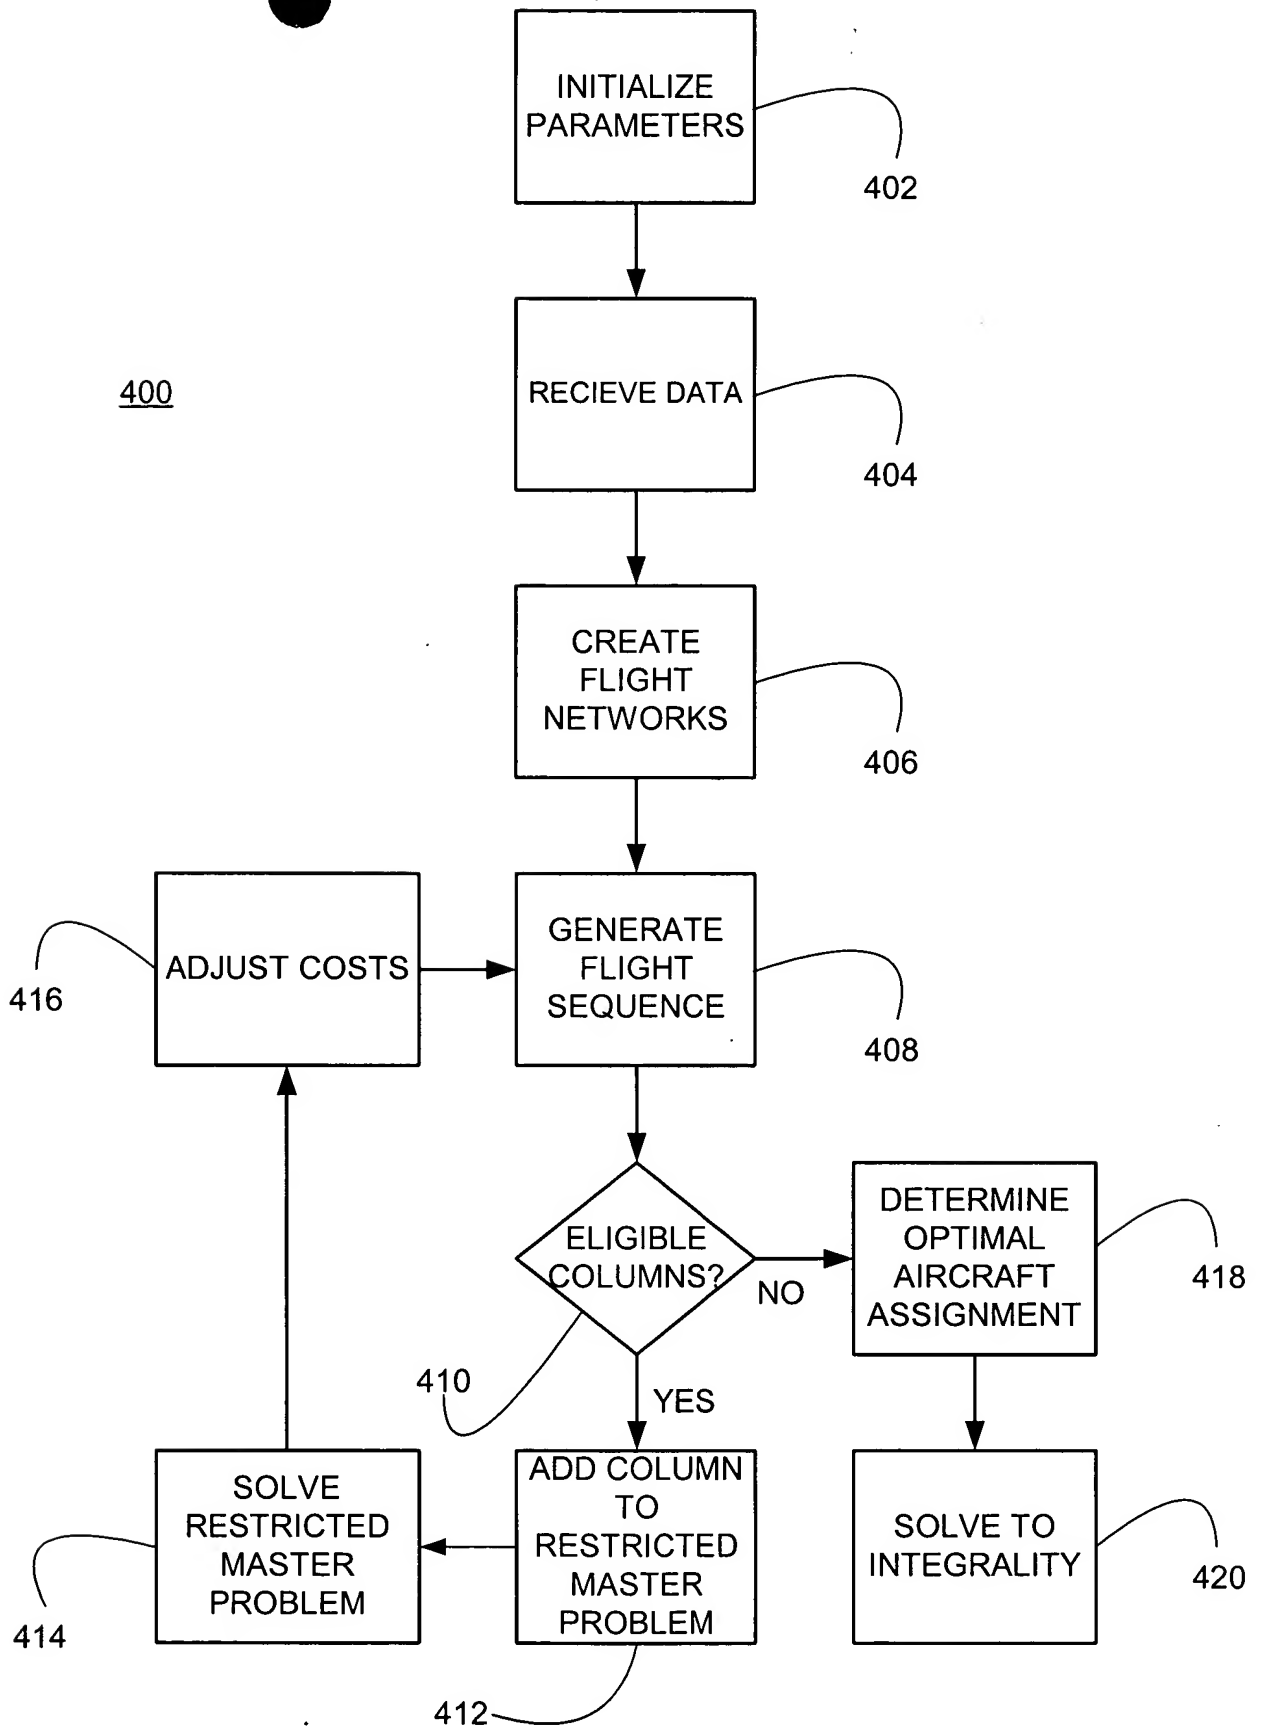 INITIALIZE
PARAMETERS
402
400
RECIEVE DATA
404
CREATE
FLIGHT
NETWORKS
406
416
ADJUST COSTS
GENERATE
FLIGHT
SEQUENCE
408
ELIGIBLE
COLUMNS?
NO
410
YES
DETERMINE
OPTIMAL
AIRCRAFT
ASSIGNMENT
418
SOLVE
RESTRICTED
MASTER
PROBLEM
414
ADD COLUMN
TO
RESTRICTED
MASTER
PROBLEM
412
SOLVE TO
INTEGRALITY
420